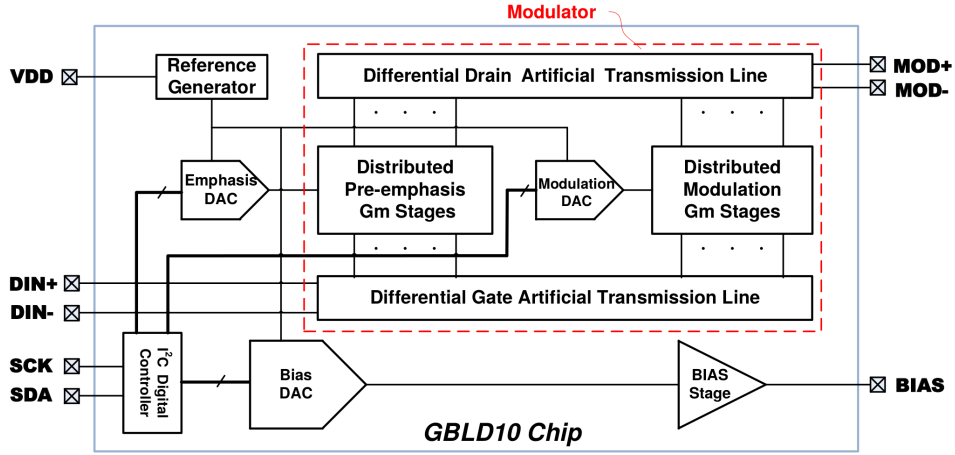 Modulator
VDD
Reference
Generator
Differential Drain Artificial Transmission Line
MOD+
MOD-
. . .
. . .
Emphasis
DAC
Distributed
Pre-emphasis
Gm Stages
Modulation
DAC
Distributed
Modulation
Gm Stages
. . .
. . .
DIN+
DIN-
Differential Gate Artificial Transmission Line
SCK
SDA
I²C Digital
Controller
Bias
DAC
BIAS
Stage
BIAS
GBLD10 Chip